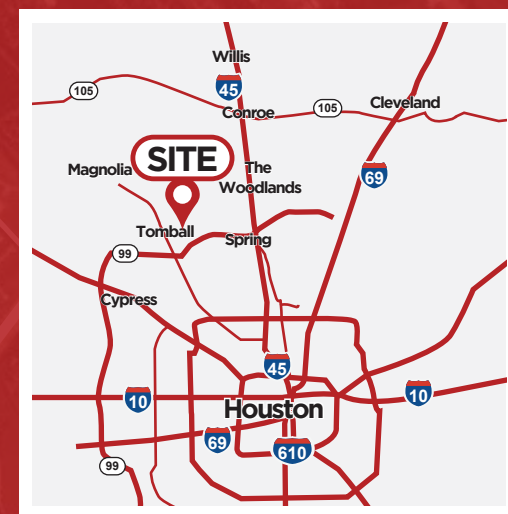 Willis
45
105
Cleveland
105
Conroe
SITE
Magnolia
The
Woodlands
69
Tomball
Spring
99
Cypress
45
10
10
Houston
69
610
99